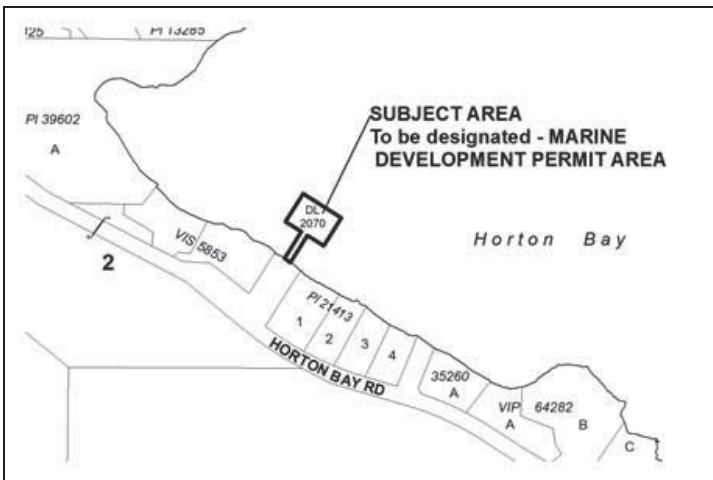 PI 13285
SUBJECT AREA
To be designated - MARINE
DEVELOPMENT PERMIT AREA
PI 39602
A
DL
2070
Horton Bay
VIS 5853
2
PI 21413
1
2
3
4
HORTON BAY RD
35260
A
VIP 64282
A
B
C